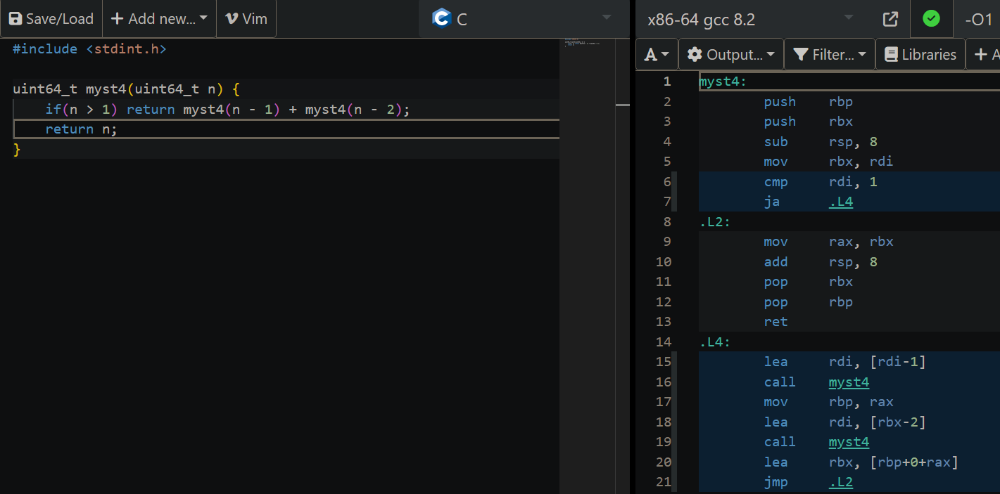 Save/Load + Add new... Vim C
#include <stdint.h>
uint64_t myst4(uint64_t n) {
    if(n > 1) return myst4(n - 1) + myst4(n - 2);
    return n;
}
x86-64 gcc 8.2 -O1
A Output... Filter... Libraries + A
1 myst4:
2         push    rbp
3         push    rbx
4         sub     rsp, 8
5         mov     rbx, rdi
6         cmp     rdi, 1
7         ja      .L4
8 .L2:
9         mov     rax, rbx
10         add     rsp, 8
11         pop     rbx
12         pop     rbp
13         ret
14 .L4:
15         lea     rdi, [rdi-1]
16         call    myst4
17         mov     rbp, rax
18         lea     rdi, [rbx-2]
19         call    myst4
20         lea     rbx, [rbp+0+rax]
21         jmp     .L2